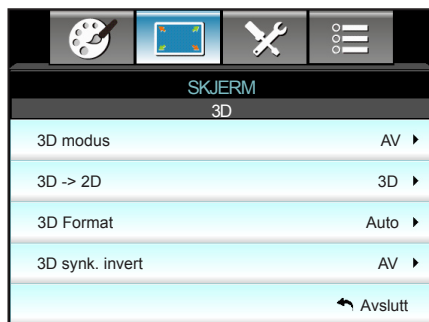 SKJERM
3D
3D modus AV
3D -> 2D 3D
3D Format Auto
3D synk. invert AV
Avslutt